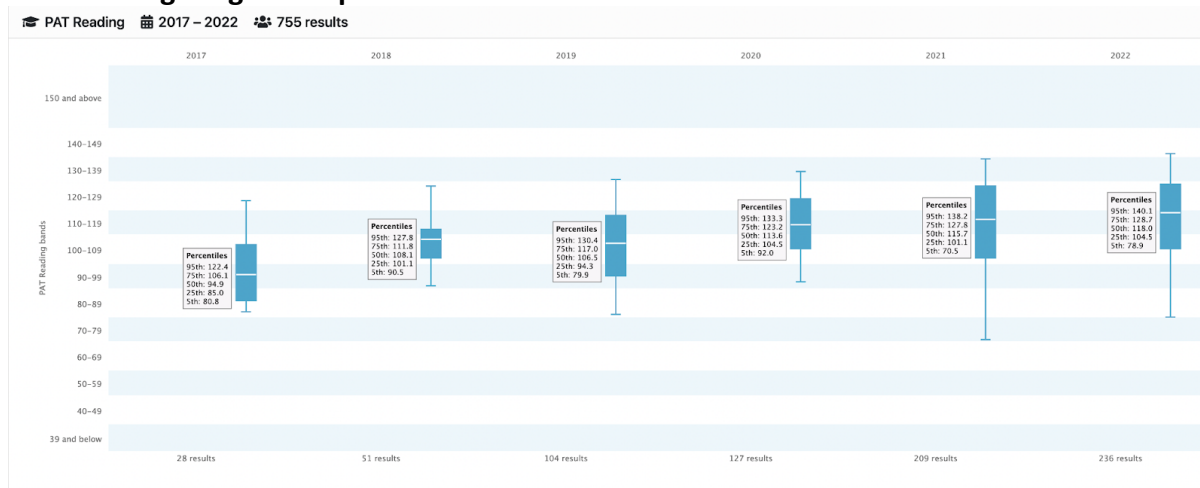 PAT Reading 2017 – 2022 755 results
2017 2018 2019 2020 2021 2022
150 and above
140–149
130–139
120–129
110–119
100–109
90–99
80–89
70–79
60–69
50–59
40–49
39 and below
PAT Reading bands
Percentiles
95th: 122.4
75th: 106.1
50th: 94.9
25th: 85.0
5th: 80.8
Percentiles
95th: 127.8
75th: 111.8
50th: 108.1
25th: 101.1
5th: 90.5
Percentiles
95th: 130.4
75th: 117.0
50th: 106.5
25th: 94.3
5th: 79.9
Percentiles
95th: 133.3
75th: 123.2
50th: 113.6
25th: 104.5
5th: 92.0
Percentiles
95th: 138.2
75th: 127.8
50th: 115.7
25th: 101.1
5th: 70.5
Percentiles
95th: 140.1
75th: 128.7
50th: 118.0
25th: 104.5
5th: 78.9
28 results 51 results 104 results 127 results 209 results 236 results